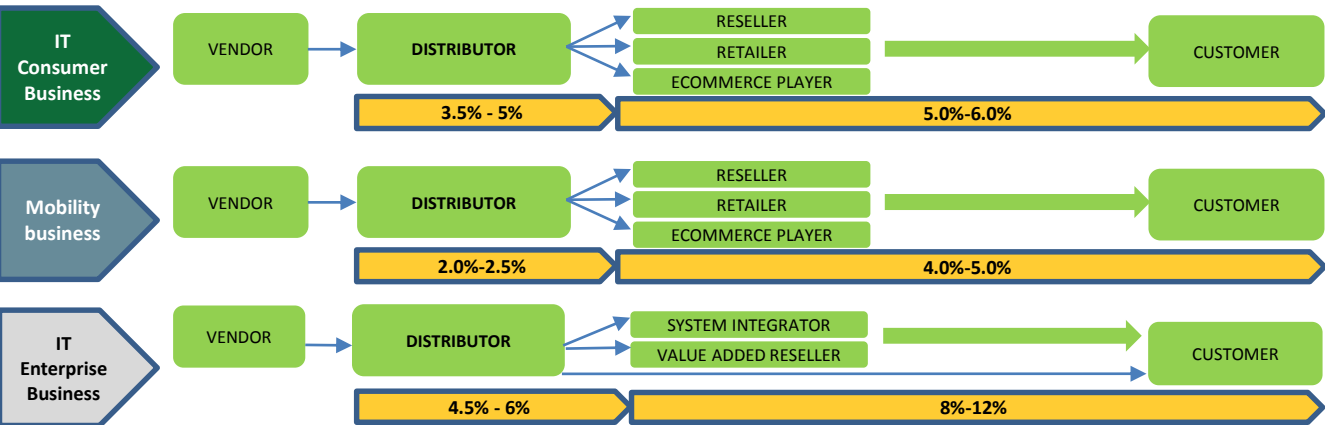 IT
Consumer
Business
VENDOR
DISTRIBUTOR
RESELLER
RETAILER
ECOMMERCE PLAYER
CUSTOMER
3.5% - 5%
5.0%-6.0%
Mobility
business
VENDOR
DISTRIBUTOR
RESELLER
RETAILER
ECOMMERCE PLAYER
CUSTOMER
2.0%-2.5%
4.0%-5.0%
IT
Enterprise
Business
VENDOR
DISTRIBUTOR
SYSTEM INTEGRATOR
VALUE ADDED RESELLER
CUSTOMER
4.5% - 6%
8%-12%